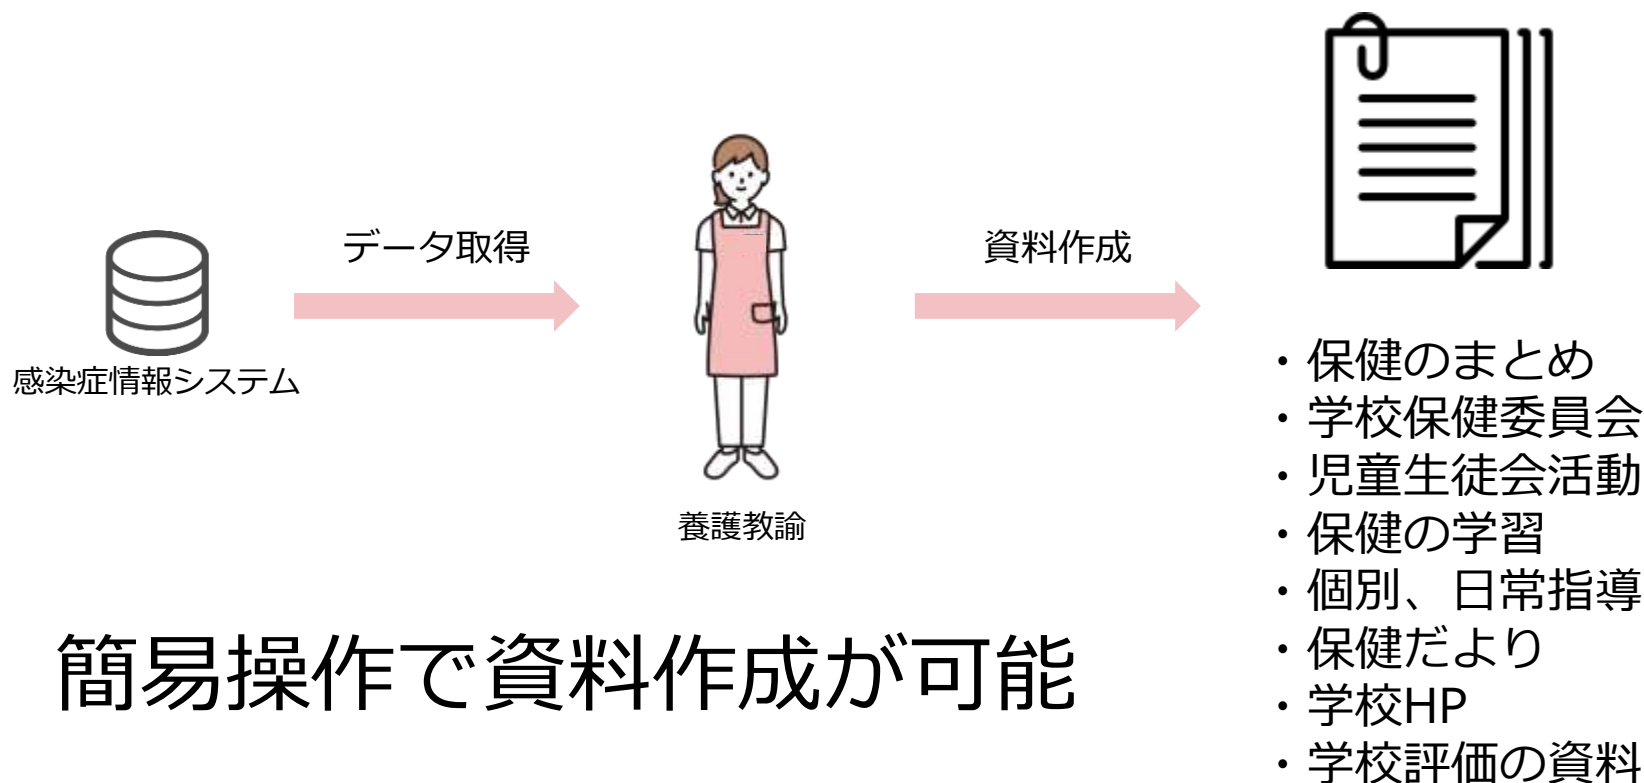 データ取得
資料作成
感染症情報システム
養護教諭
・保健のまとめ
・学校保健委員会
・児童生徒会活動
・保健の学習
・個別、日常指導
・保健だより
・学校HP
・学校評価の資料
簡易操作で資料作成が可能